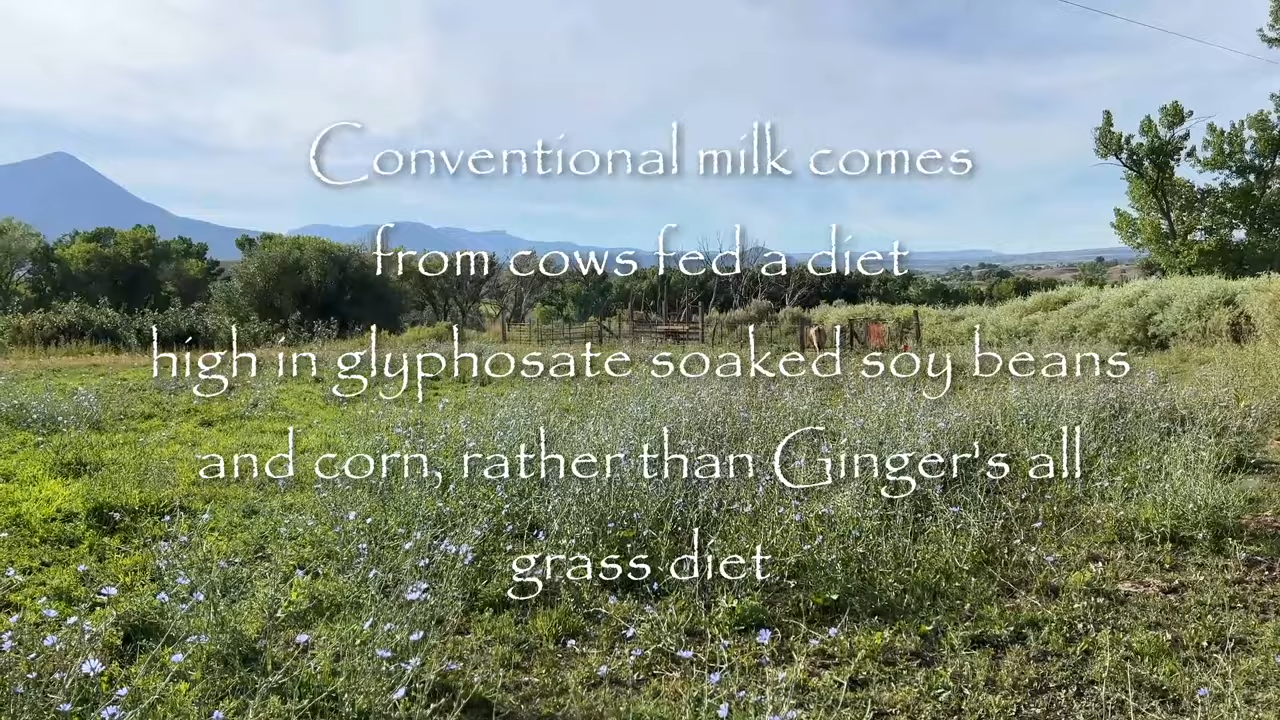 Conventional milk comes
from cows fed a diet
high in glyphosate soaked soy beans
and corn, rather than Ginger's all
grass diet